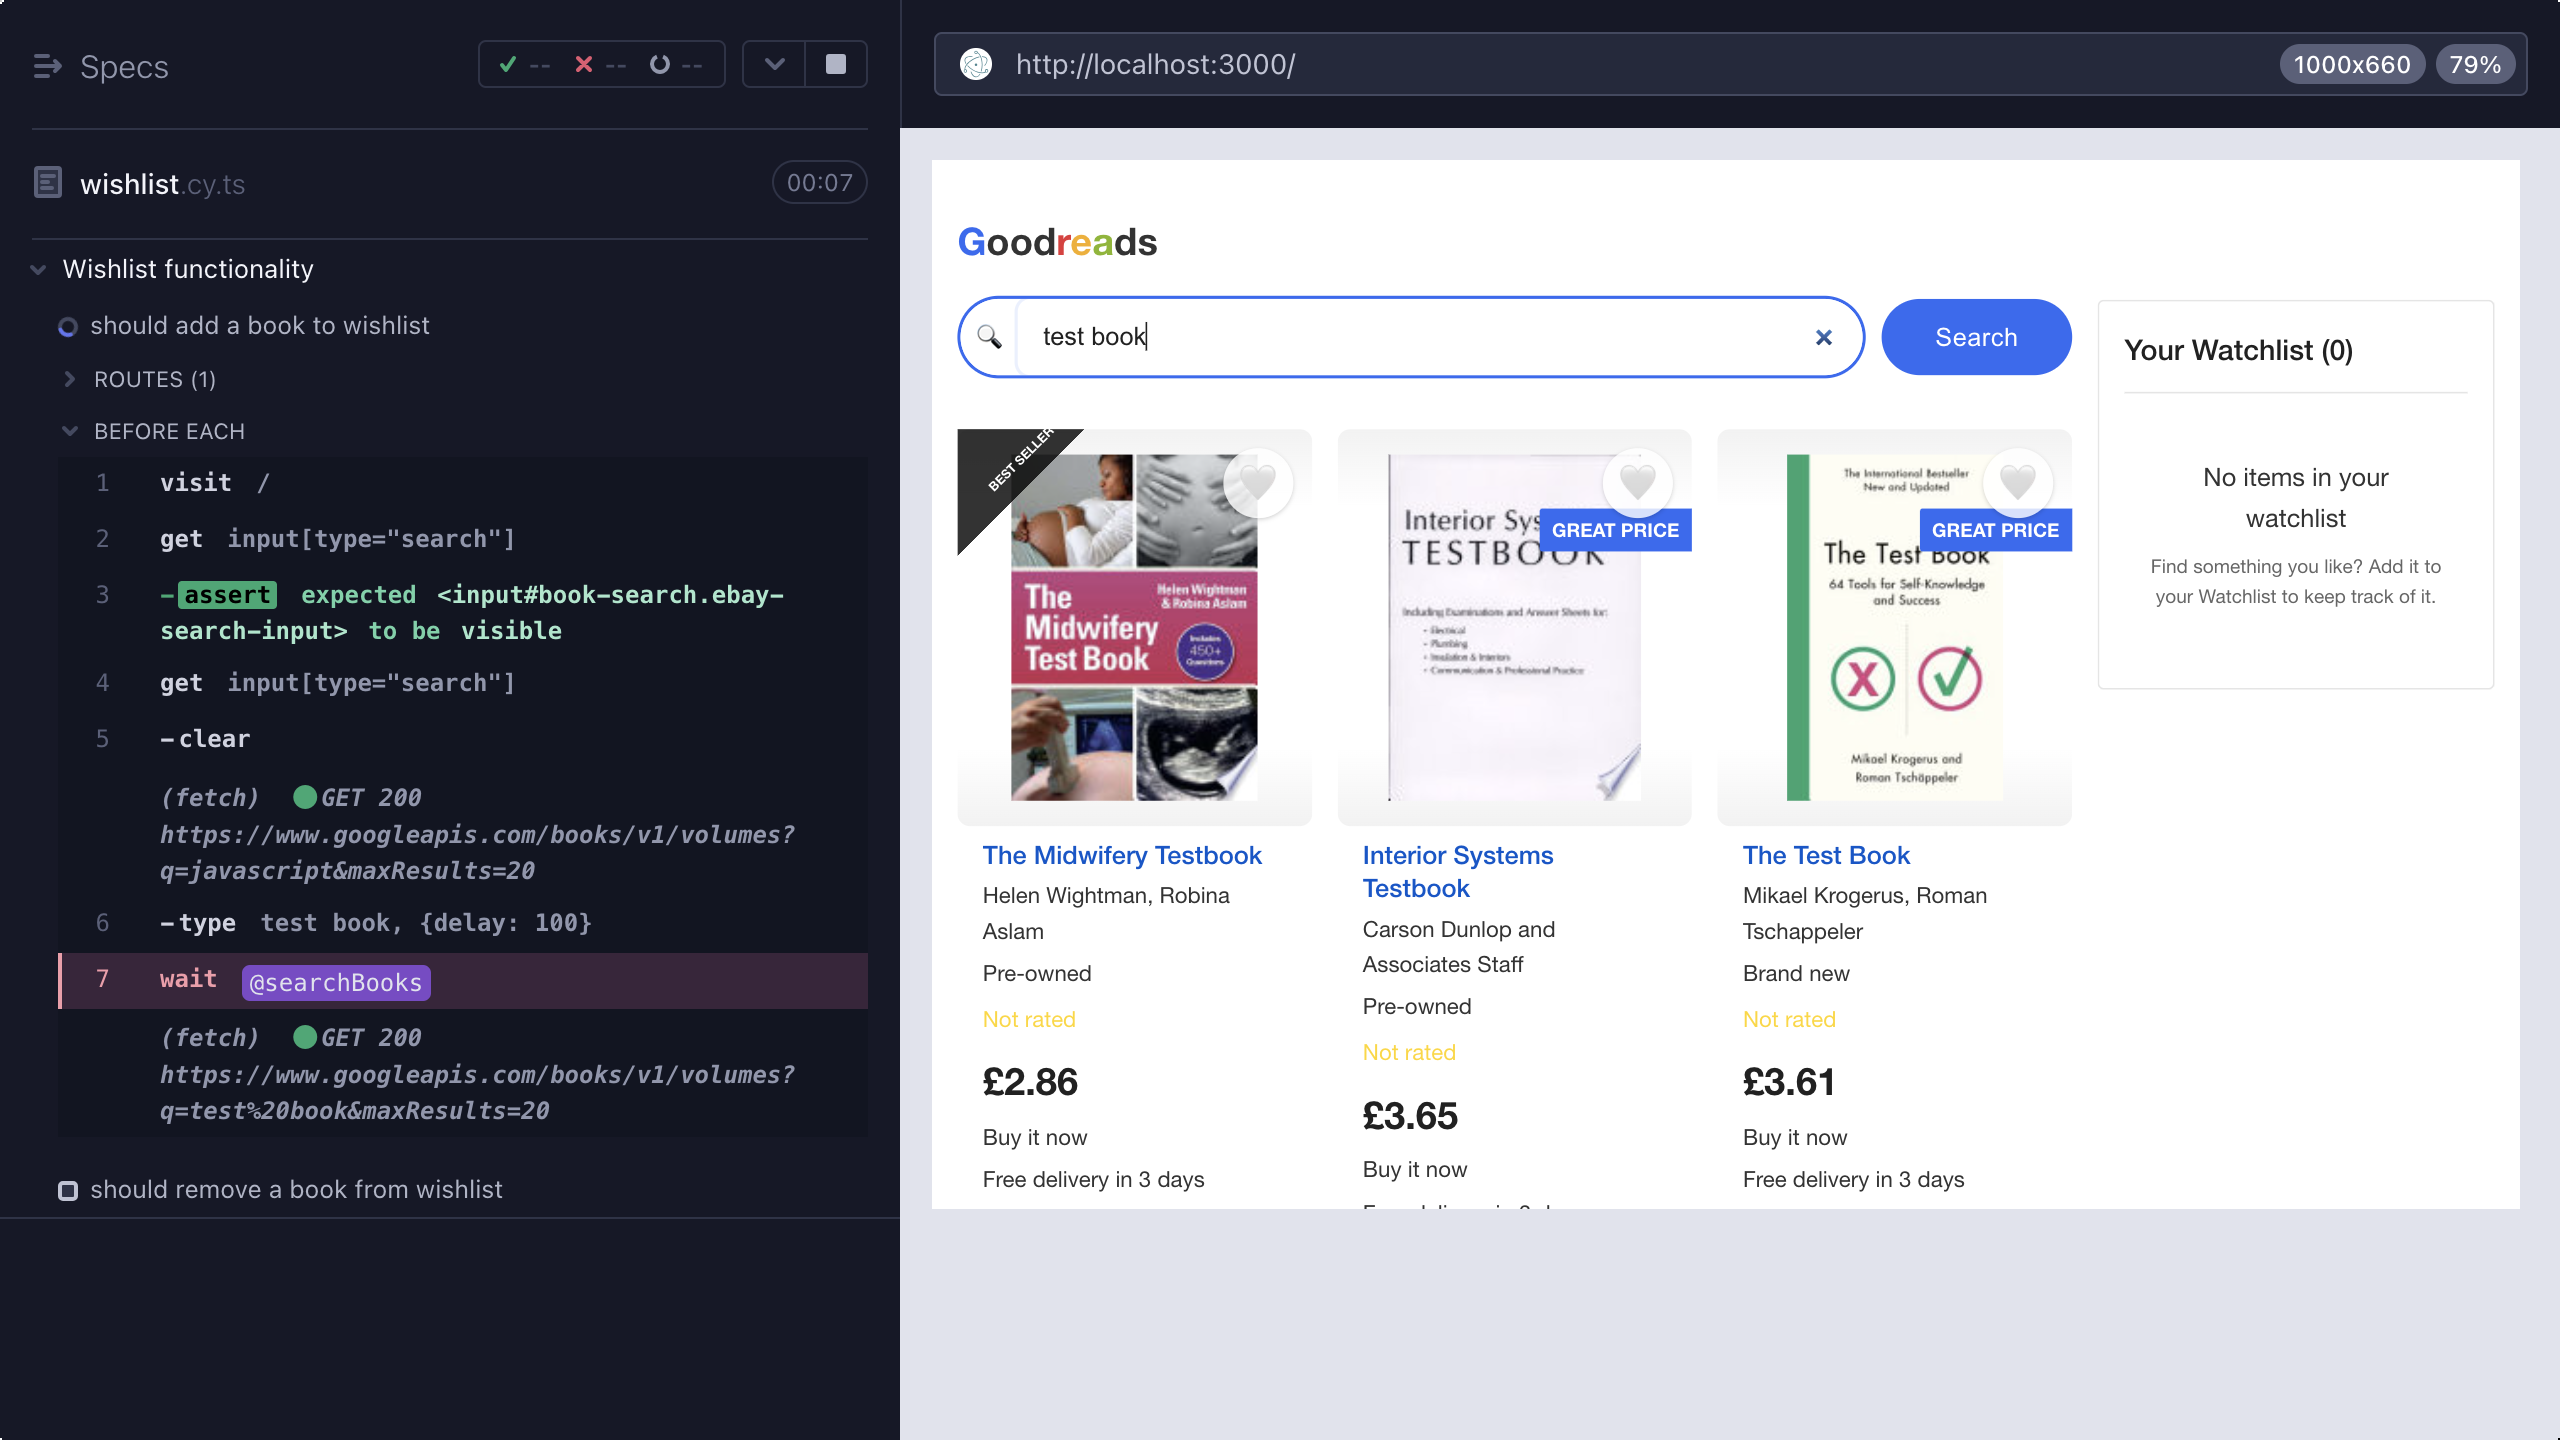 Specs
-- -- --
wishlist.cy.ts
00:07
Wishlist functionality
should add a book to wishlist
ROUTES (1)
BEFORE EACH
1 visit /
2 get input[type="search"]
3 -assert expected <input#book-search.ebay-
search-input> to be visible
4 get input[type="search"]
5 -clear
(fetch) GET 200
https://www.googleapis.com/books/v1/volumes?
q=javascript&maxResults=20
6 -type test book, {delay: 100}
7 wait @searchBooks
(fetch) GET 200
https://www.googleapis.com/books/v1/volumes?
q=test%20book&maxResults=20
should remove a book from wishlist
http://localhost:3000/
1000x660 79%
Goodreads
test book
Search
Your Watchlist (0)
No items in your
watchlist
Find something you like? Add it to
your Watchlist to keep track of it.
BEST SELLER
Helen Wightman
& Robina Aslam
The
Midwifery
Test Book
Includes
450+
Questions
The Midwifery Testbook
Helen Wightman, Robina
Aslam
Pre-owned
Not rated
£2.86
Buy it now
Free delivery in 3 days
GREAT PRICE
Interior Sys
TESTBOOK
Including Examinations and Answer Sheets for:
- Electrical
- Plumbing
- Insulation & Interiors
- Communication & Professional Practice
Interior Systems
Testbook
Carson Dunlop and
Associates Staff
Pre-owned
Not rated
£3.65
Buy it now
The International Bestseller
New and Updated
GREAT PRICE
The Test Book
64 Tools for Self-Knowledge
and Success
Mikael Krogerus and
Roman Tschäppeler
The Test Book
Mikael Krogerus, Roman
Tschappeler
Brand new
Not rated
£3.61
Buy it now
Free delivery in 3 days